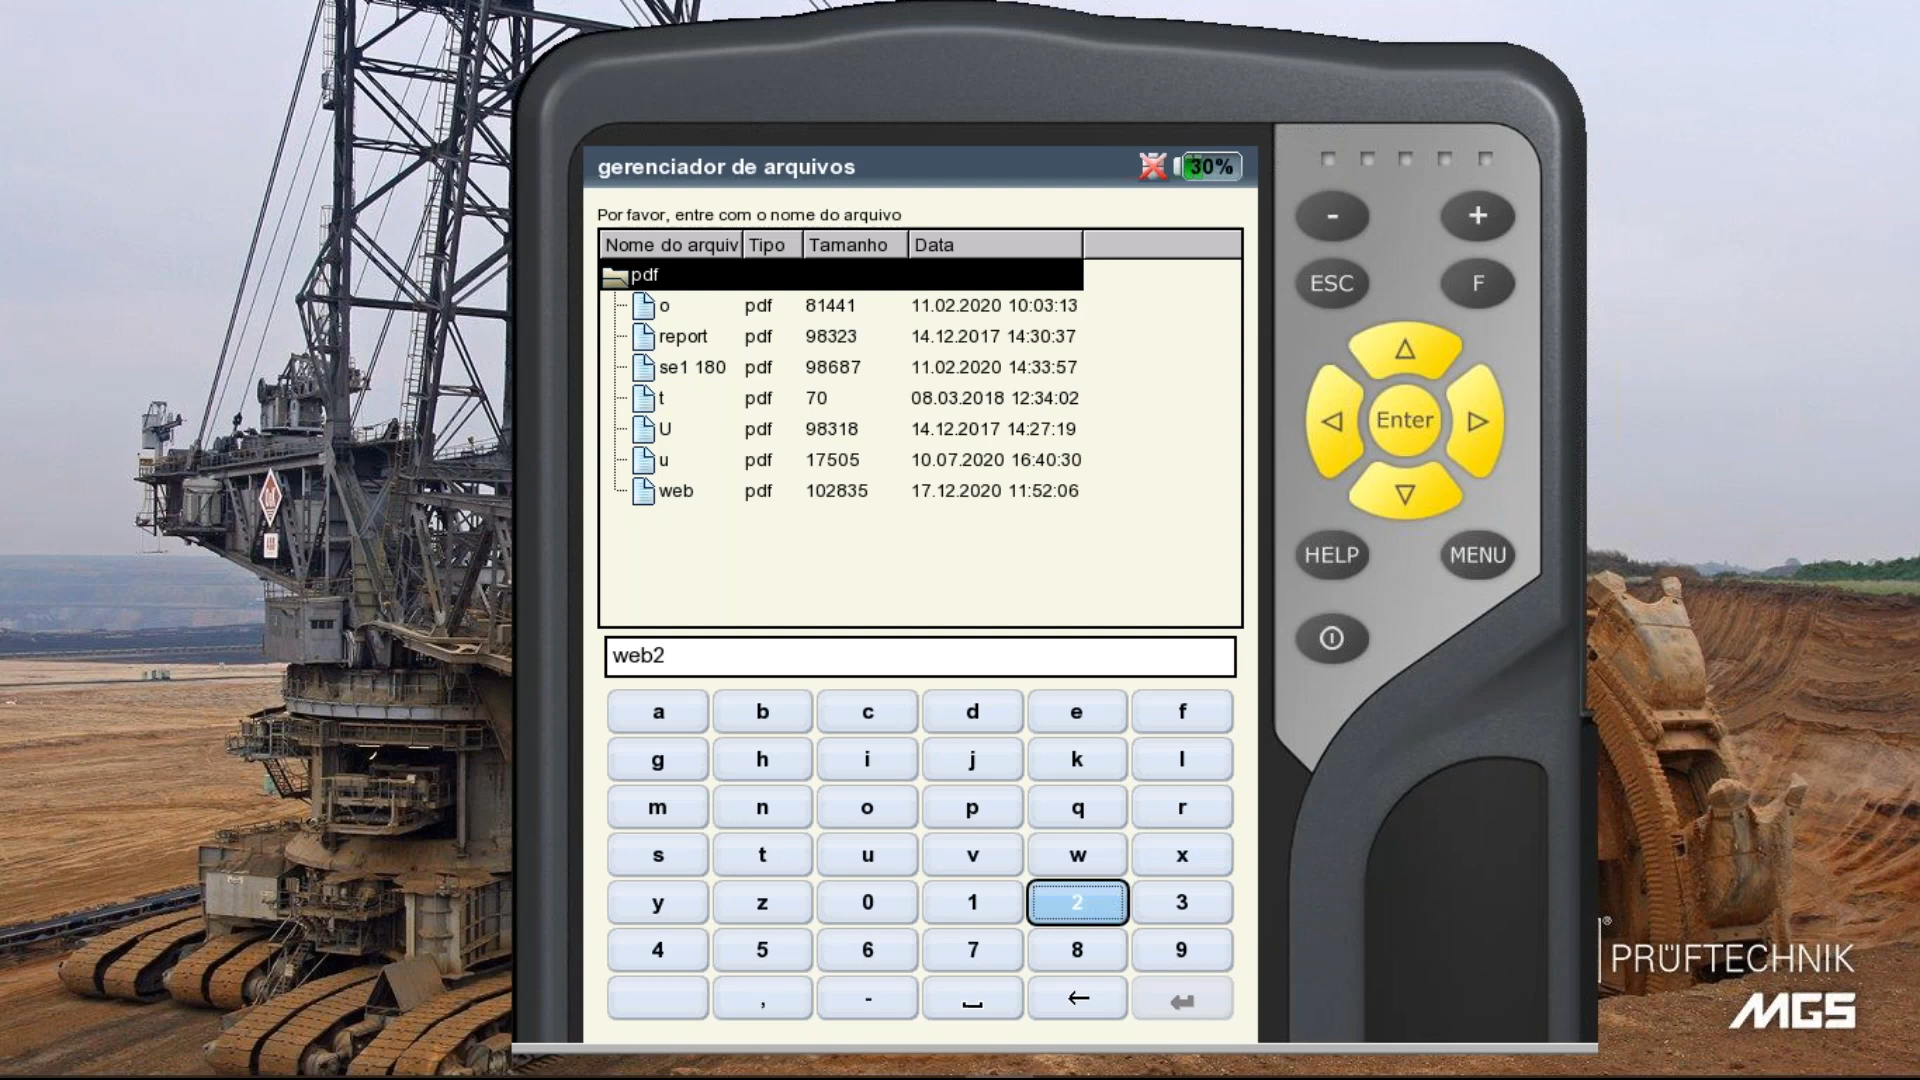 gerenciador de arquivos
30%
Por favor, entre com o nome do arquivo
Nome do arquiv Tipo Tamanho Data
pdf
o pdf 81441 11.02.2020 10:03:13
report pdf 98323 14.12.2017 14:30:37
se1 180 pdf 98687 11.02.2020 14:33:57
t pdf 70 08.03.2018 12:34:02
U pdf 98318 14.12.2017 14:27:19
u pdf 17505 10.07.2020 16:40:30
web pdf 102835 17.12.2020 11:52:06
web2
a b c d e f
g h i j k l
m n o p q r
s t u v w x
y z 0 1 2 3
4 5 6 7 8 9
, -
- +
ESC F
Enter
HELP MENU
® PRÜFTECHNIK
MGS